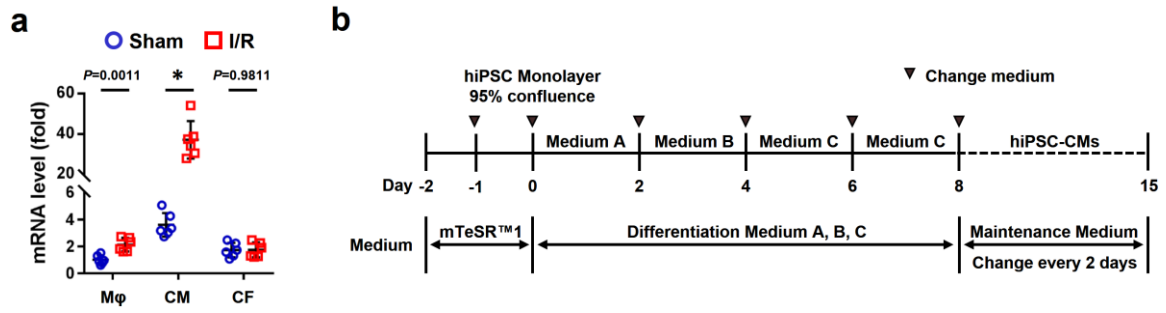 a
Sham I/R
P=0.0011 * P=0.9811
mRNA level (fold)
60
40
20
6
4
2
0
Mφ CM CF
b
hiPSC Monolayer
95% confluence
Change medium
Medium A Medium B Medium C Medium C hiPSC-CMs
Day -2 -1 0 2 4 6 8 15
Medium mTeSR™1 Differentiation Medium A, B, C Maintenance Medium
Change every 2 days